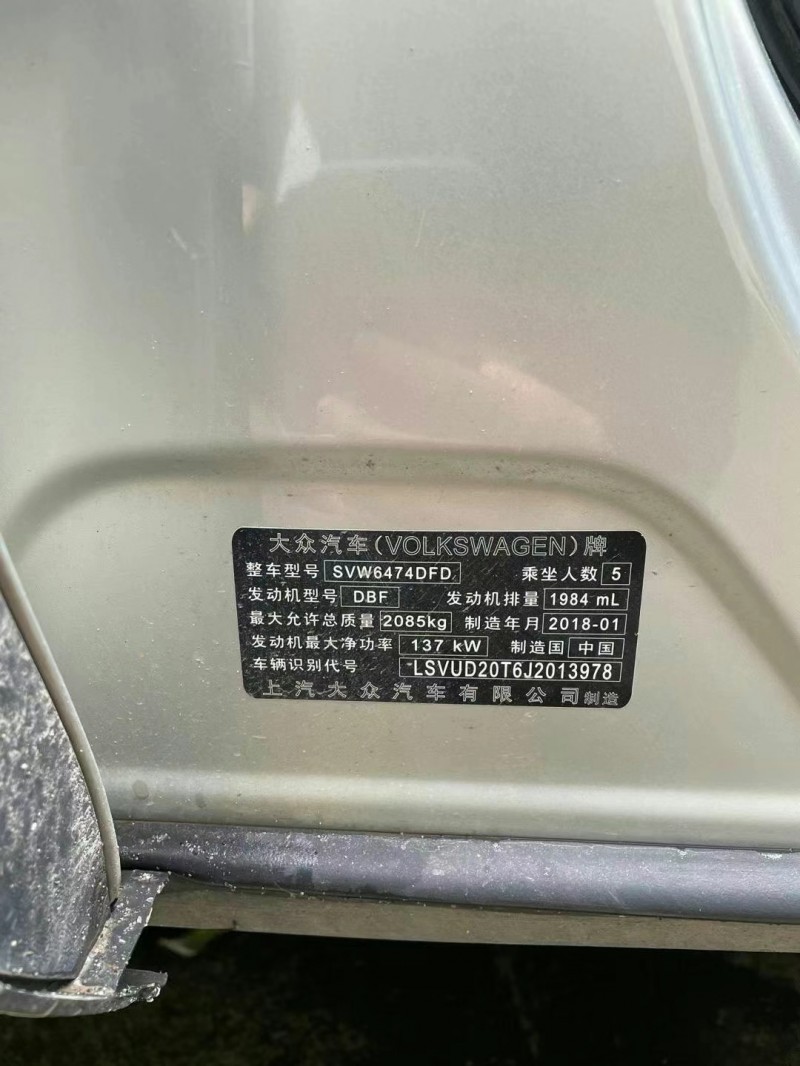 大众汽车(VOLKSWAGEN)牌
整车型号 SVW6474DFD 乘坐人数 5
发动机型号 DBF 发动机排量 1984 mL
最大允许总质量 2085kg 制造年月 2018-01
发动机最大净功率 137 kW 制造国 中国
车辆识别代号 LSVUD20T6J2013978
上汽大众汽车有限公司制造